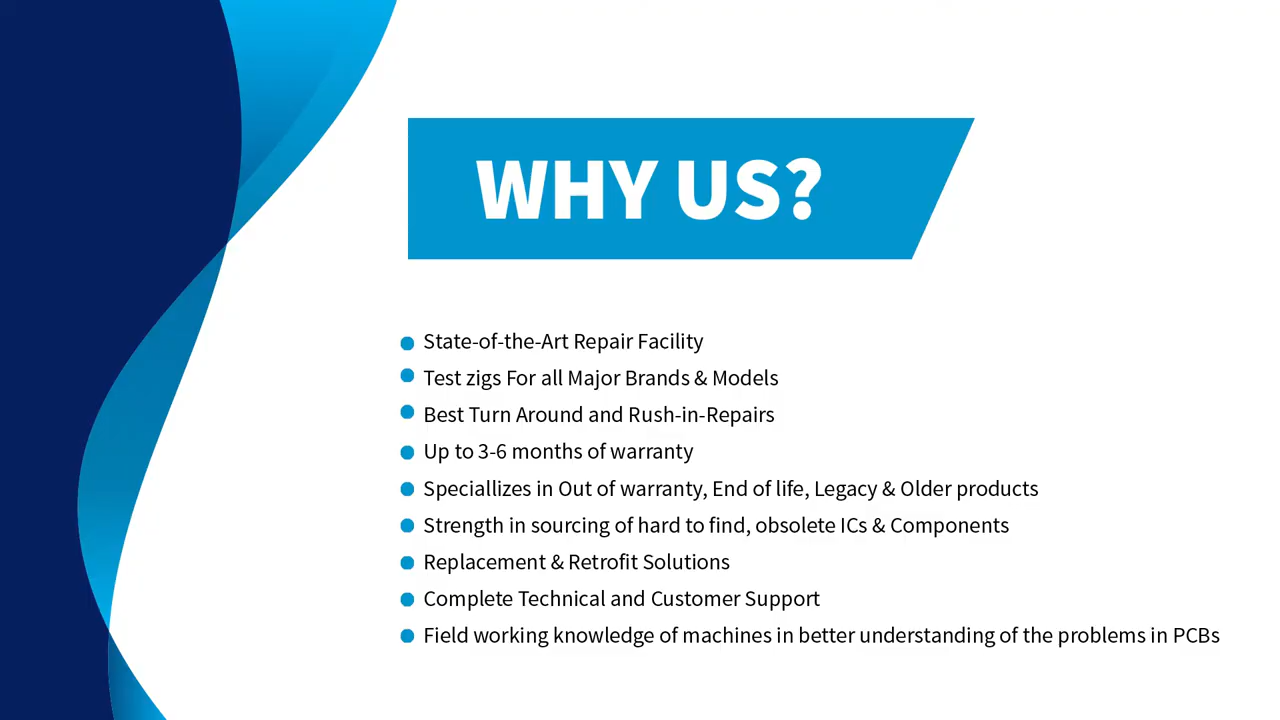 WHY US?
State-of-the-Art Repair Facility
Test zigs For all Major Brands & Models
Best Turn Around and Rush-in-Repairs
Up to 3-6 months of warranty
Speciallizes in Out of warranty, End of life, Legacy & Older products
Strength in sourcing of hard to find, obsolete ICs & Components
Replacement & Retrofit Solutions
Complete Technical and Customer Support
Field working knowledge of machines in better understanding of the problems in PCBs